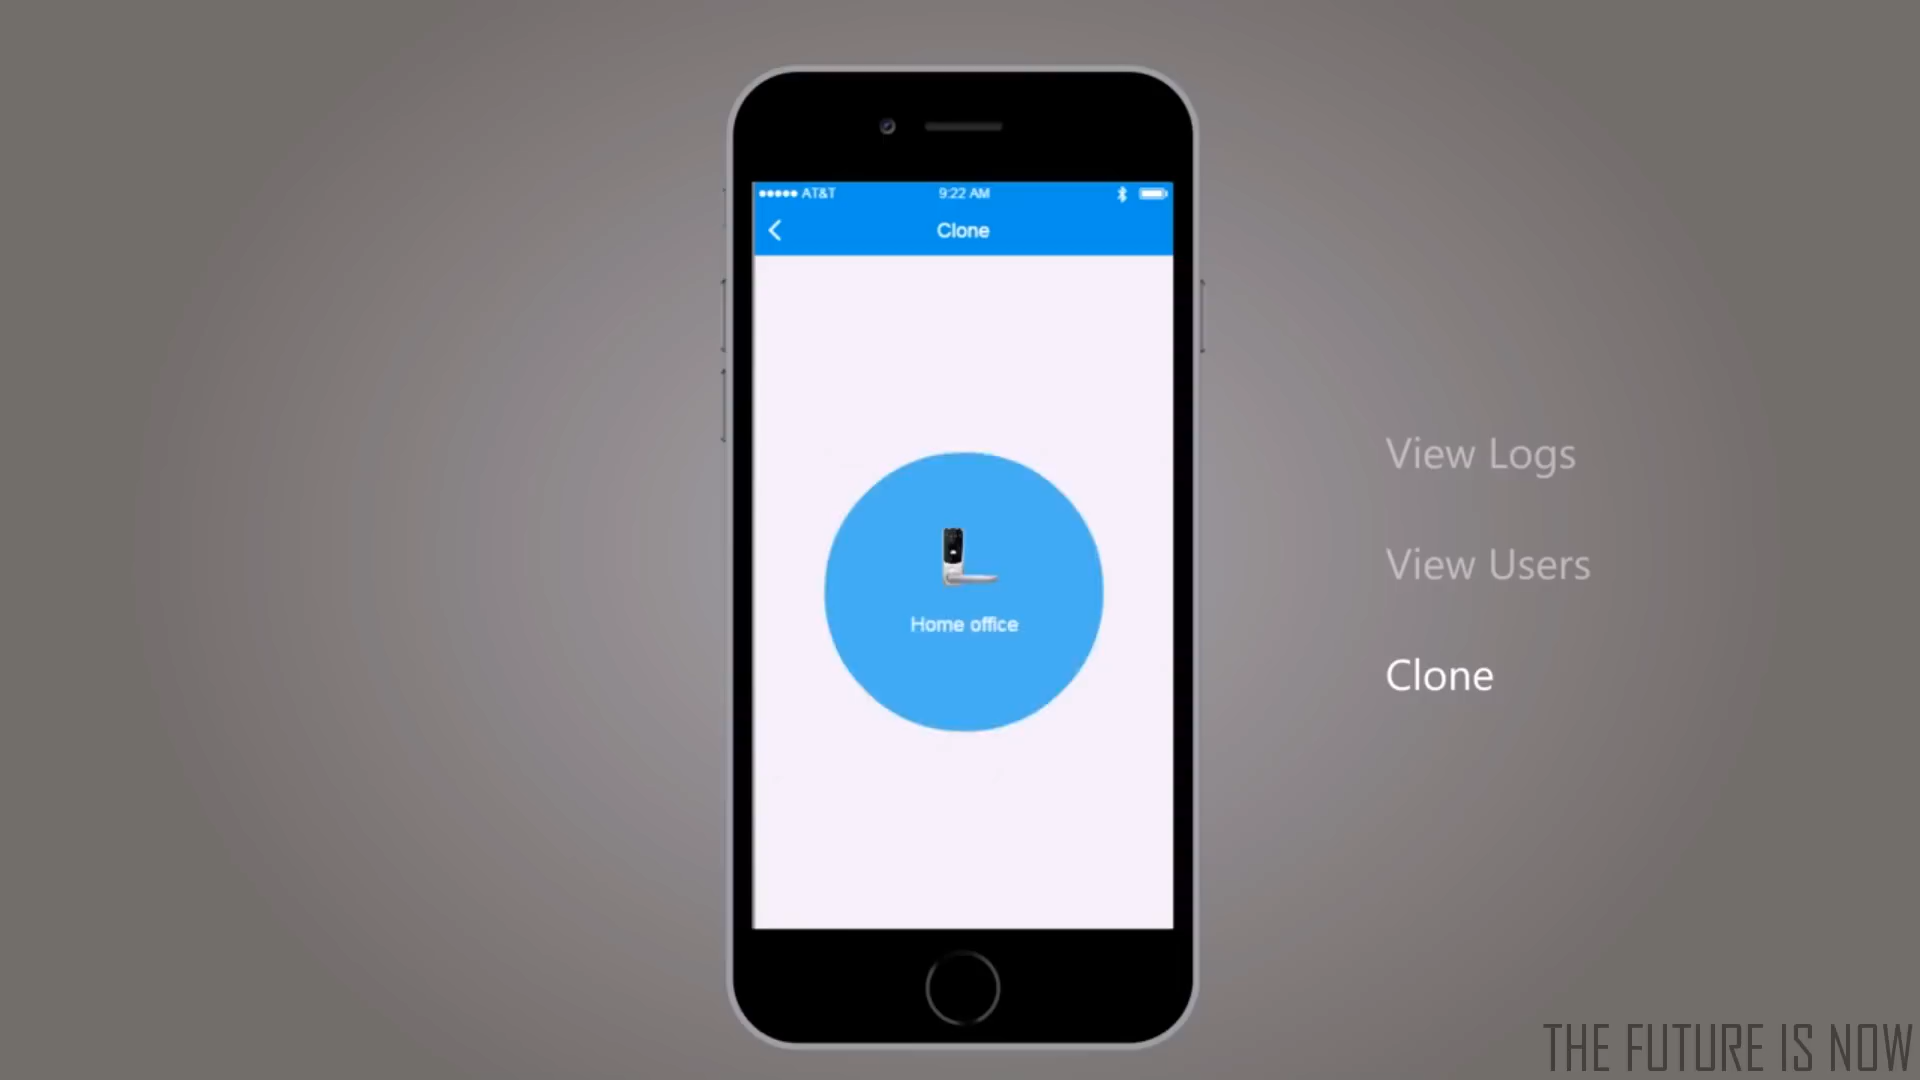 AT&T 9:22 AM
Clone
Home office
View Logs
View Users
Clone
THE FUTURE IS NOW